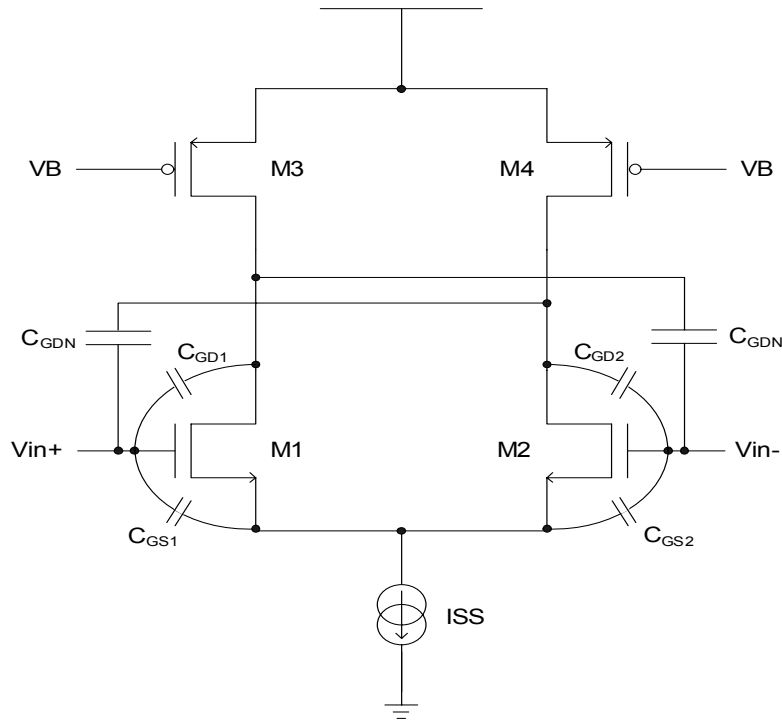 VB
M3
M4
VB
CGDN
CGD1
CGD2
CGDN
Vin+
M1
M2
Vin-
CGS1
CGS2
ISS